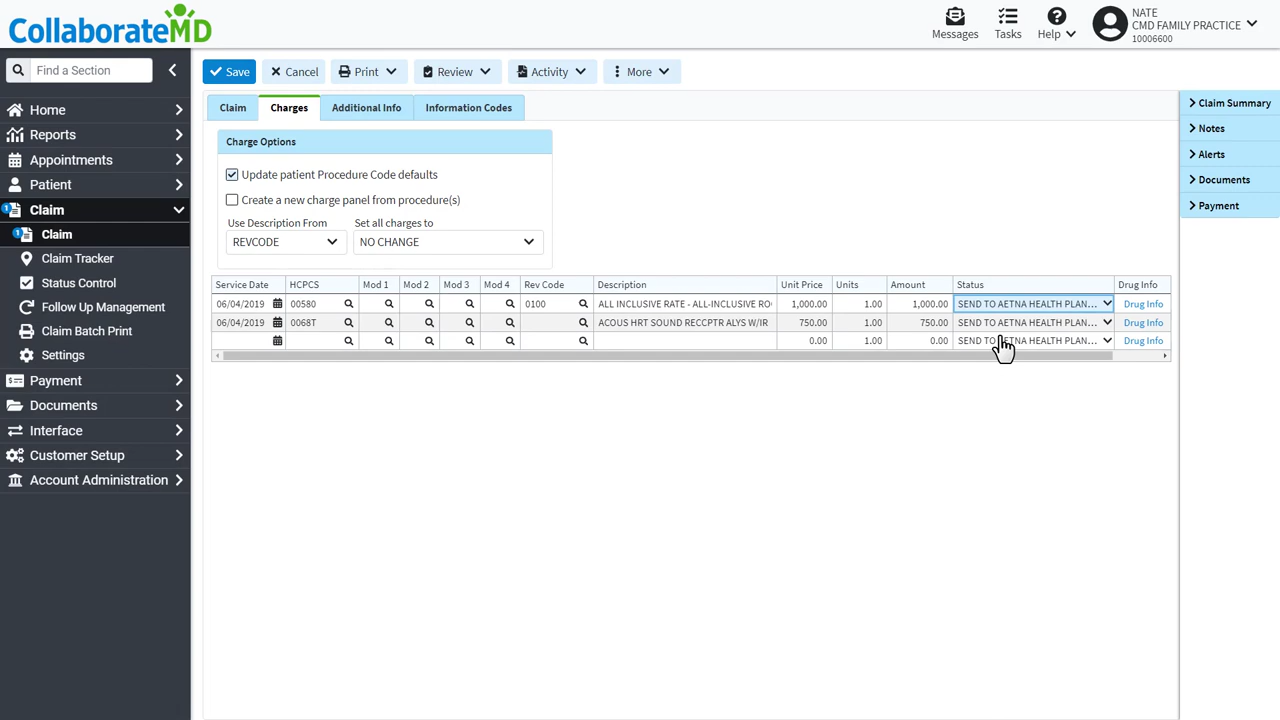 CollaborateMD
Messages
Tasks
Help
NATE
CMD FAMILY PRACTICE
10006600
Find a Section
Save
Cancel
Print
Review
Activity
More
Home
Reports
Appointments
Patient
1 Claim
1 Claim
Claim Tracker
Status Control
Follow Up Management
Claim Batch Print
Settings
Payment
Documents
Interface
Customer Setup
Account Administration
Claim
Charges
Additional Info
Information Codes
Charge Options
Update patient Procedure Code defaults
Create a new charge panel from procedure(s)
Use Description From Set all charges to
REVCODE NO CHANGE
Service Date HCPCS Mod 1 Mod 2 Mod 3 Mod 4 Rev Code Description Unit Price Units Amount Status Drug Info
06/04/2019 00580 0100 ALL INCLUSIVE RATE - ALL-INCLUSIVE RO 1,000.00 1.00 1,000.00 SEND TO AETNA HEALTH PLAN... Drug Info
06/04/2019 0068T ACOUS HRT SOUND RECCPTR ALYS W/IR 750.00 1.00 750.00 SEND TO AETNA HEALTH PLAN... Drug Info
0.00 1.00 0.00 SEND TO AETNA HEALTH PLAN... Drug Info
Claim Summary
Notes
Alerts
Documents
Payment